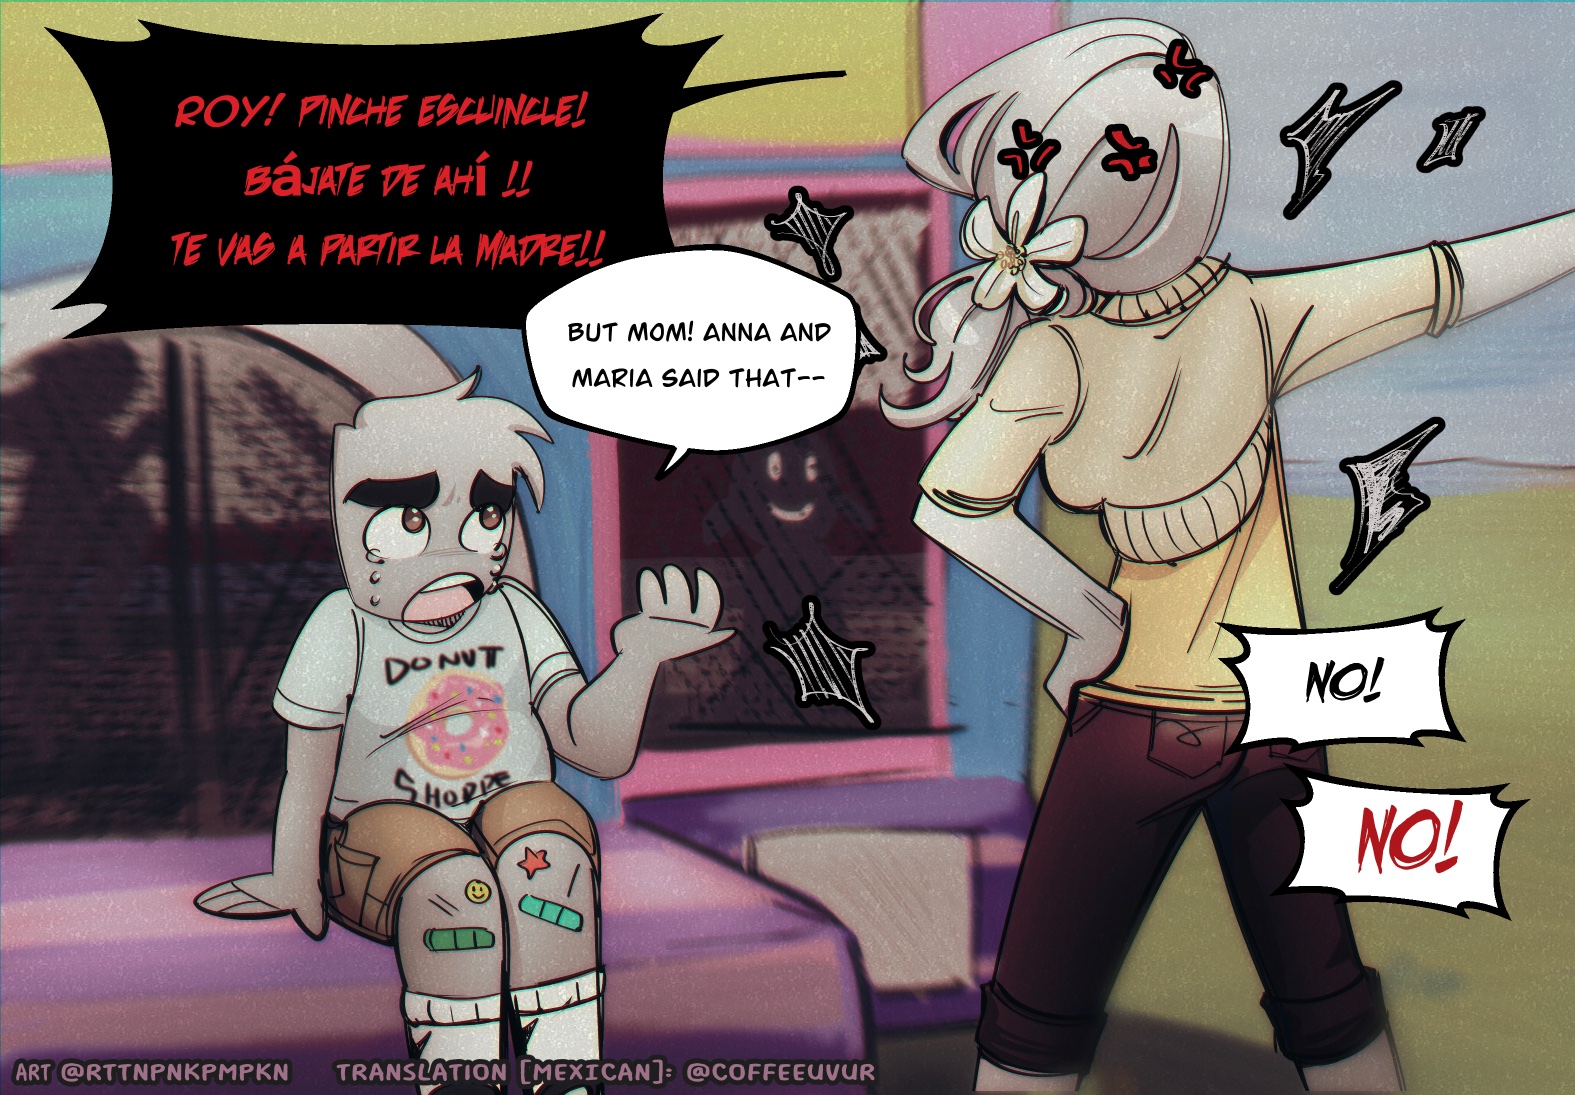 ROY! PINCHE ESCUINCLE!
BÁJATE DE AHÍ !!
TE VAS A PARTIR LA MADRE!!
BUT MOM! ANNA AND
MARIA SAID THAT--
DONUT
SHOPPE
NO!
NO!
ART @RTTNPNKPMPKN TRANSLATION [MEXICAN]: @COFFEEUVUR